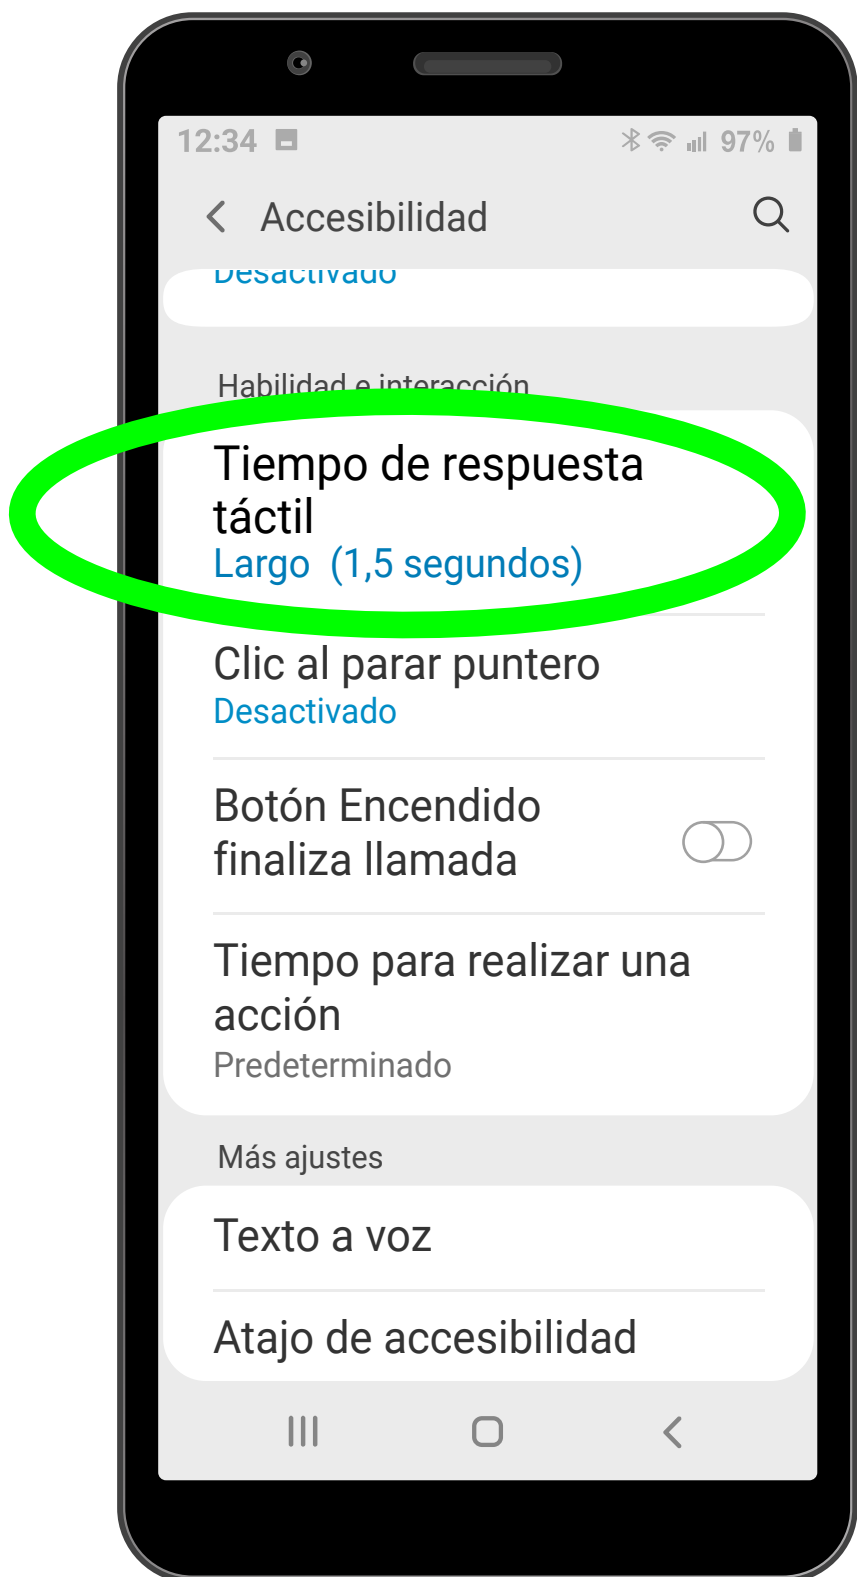 12:34 97%
Accesibilidad
Desactivado
Habilidad e interacción
Tiempo de respuesta
táctil
Largo (1,5 segundos)
Clic al parar puntero
Desactivado
Botón Encendido
finaliza llamada
Tiempo para realizar una
acción
Predeterminado
Más ajustes
Texto a voz
Atajo de accesibilidad